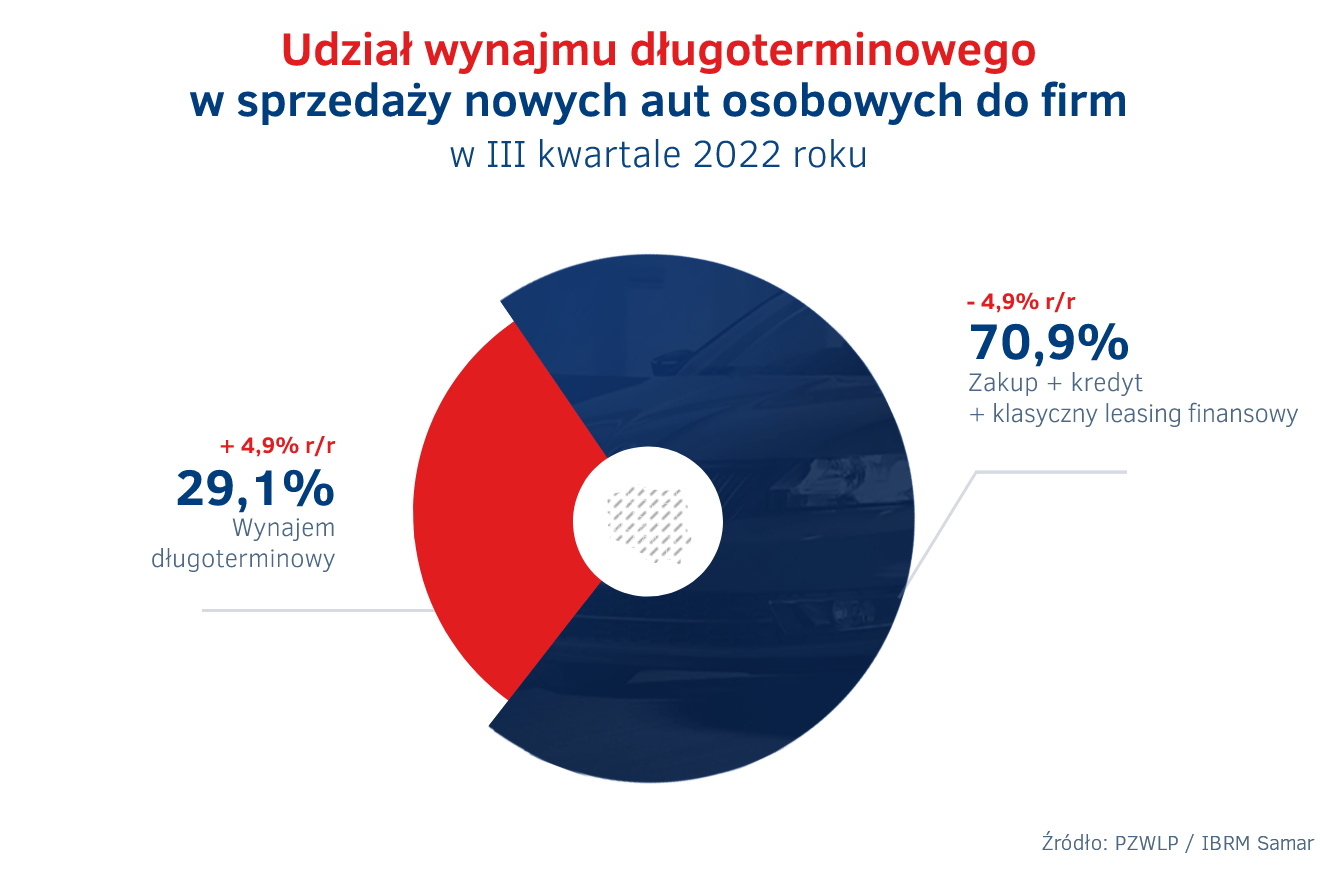 Udział wynajmu długoterminowego
w sprzedaży nowych aut osobowych do firm
w III kwartale 2022 roku
- 4,9% r/r
70,9%
Zakup + kredyt
+ klasyczny leasing finansowy
+ 4,9% r/r
29,1%
Wynajem
długoterminowy
Źródło: PZWLP / IBRM Samar